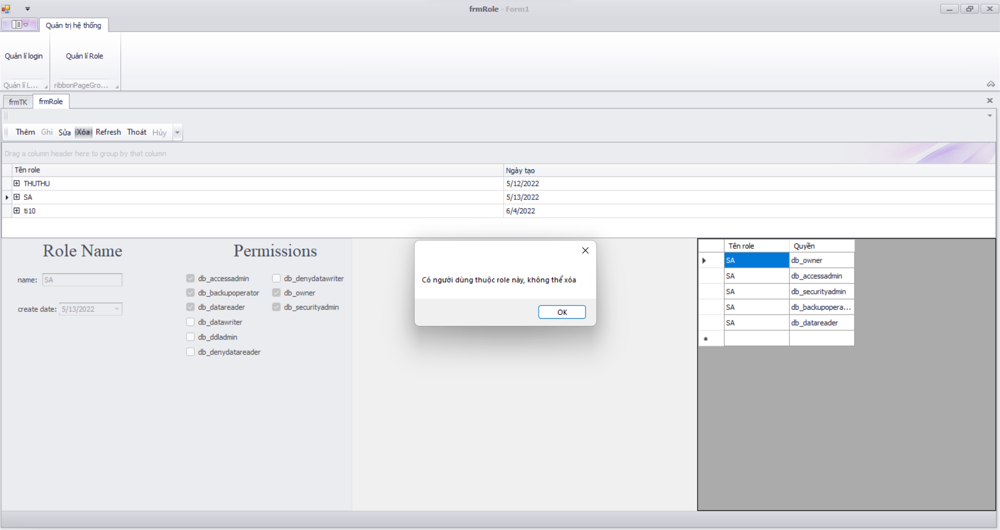 frmRole - Form1
Quản trị hệ thống
Quản lí login
Quản lí Role
Quản lí L...
ribbonPageGro...
frmTK
frmRole
Thêm Ghi Sửa Xóa Refresh Thoát Hủy
Drag a column header here to group by that column
Tên role Ngày tạo
THUTHU 5/12/2022
SA 5/13/2022
ti10 6/4/2022
Role Name
name: SA
create date: 5/13/2022
Permissions
db_accessadmin db_denydatawriter
db_backupoperator db_owner
db_datareader db_securityadmin
db_datawriter
db_ddladmin
db_denydatareader
Có người dùng thuộc role này, không thể xóa
OK
Tên role Quyền
SA db_owner
SA db_accessadmin
SA db_securityadmin
SA db_backupopera...
SA db_datareader